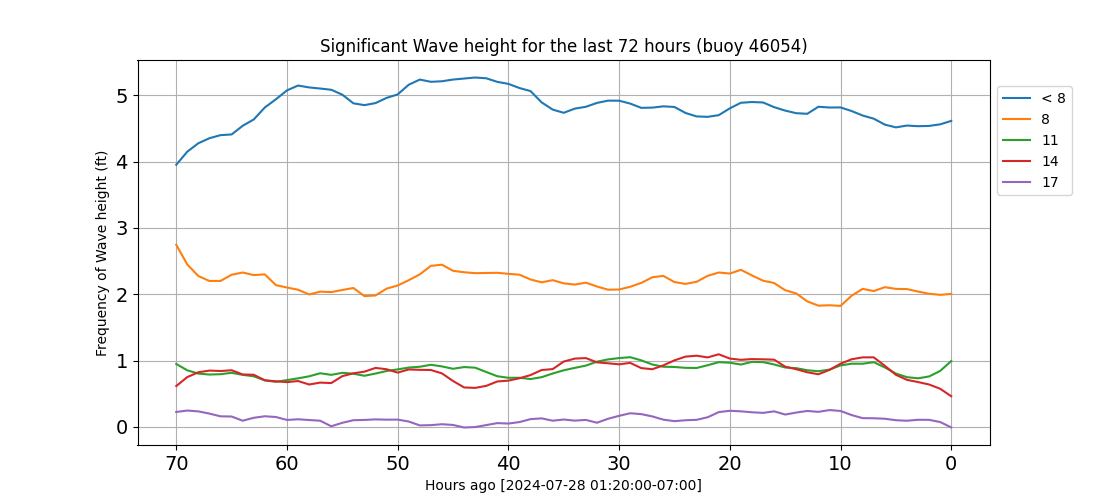 Significant Wave height for the last 72 hours (buoy 46054)
Frequency of Wave height (ft)
5
4
3
2
1
0
70 60 50 40 30 20 10 0
Hours ago [2024-07-28 01:20:00-07:00]
< 8
8
11
14
17